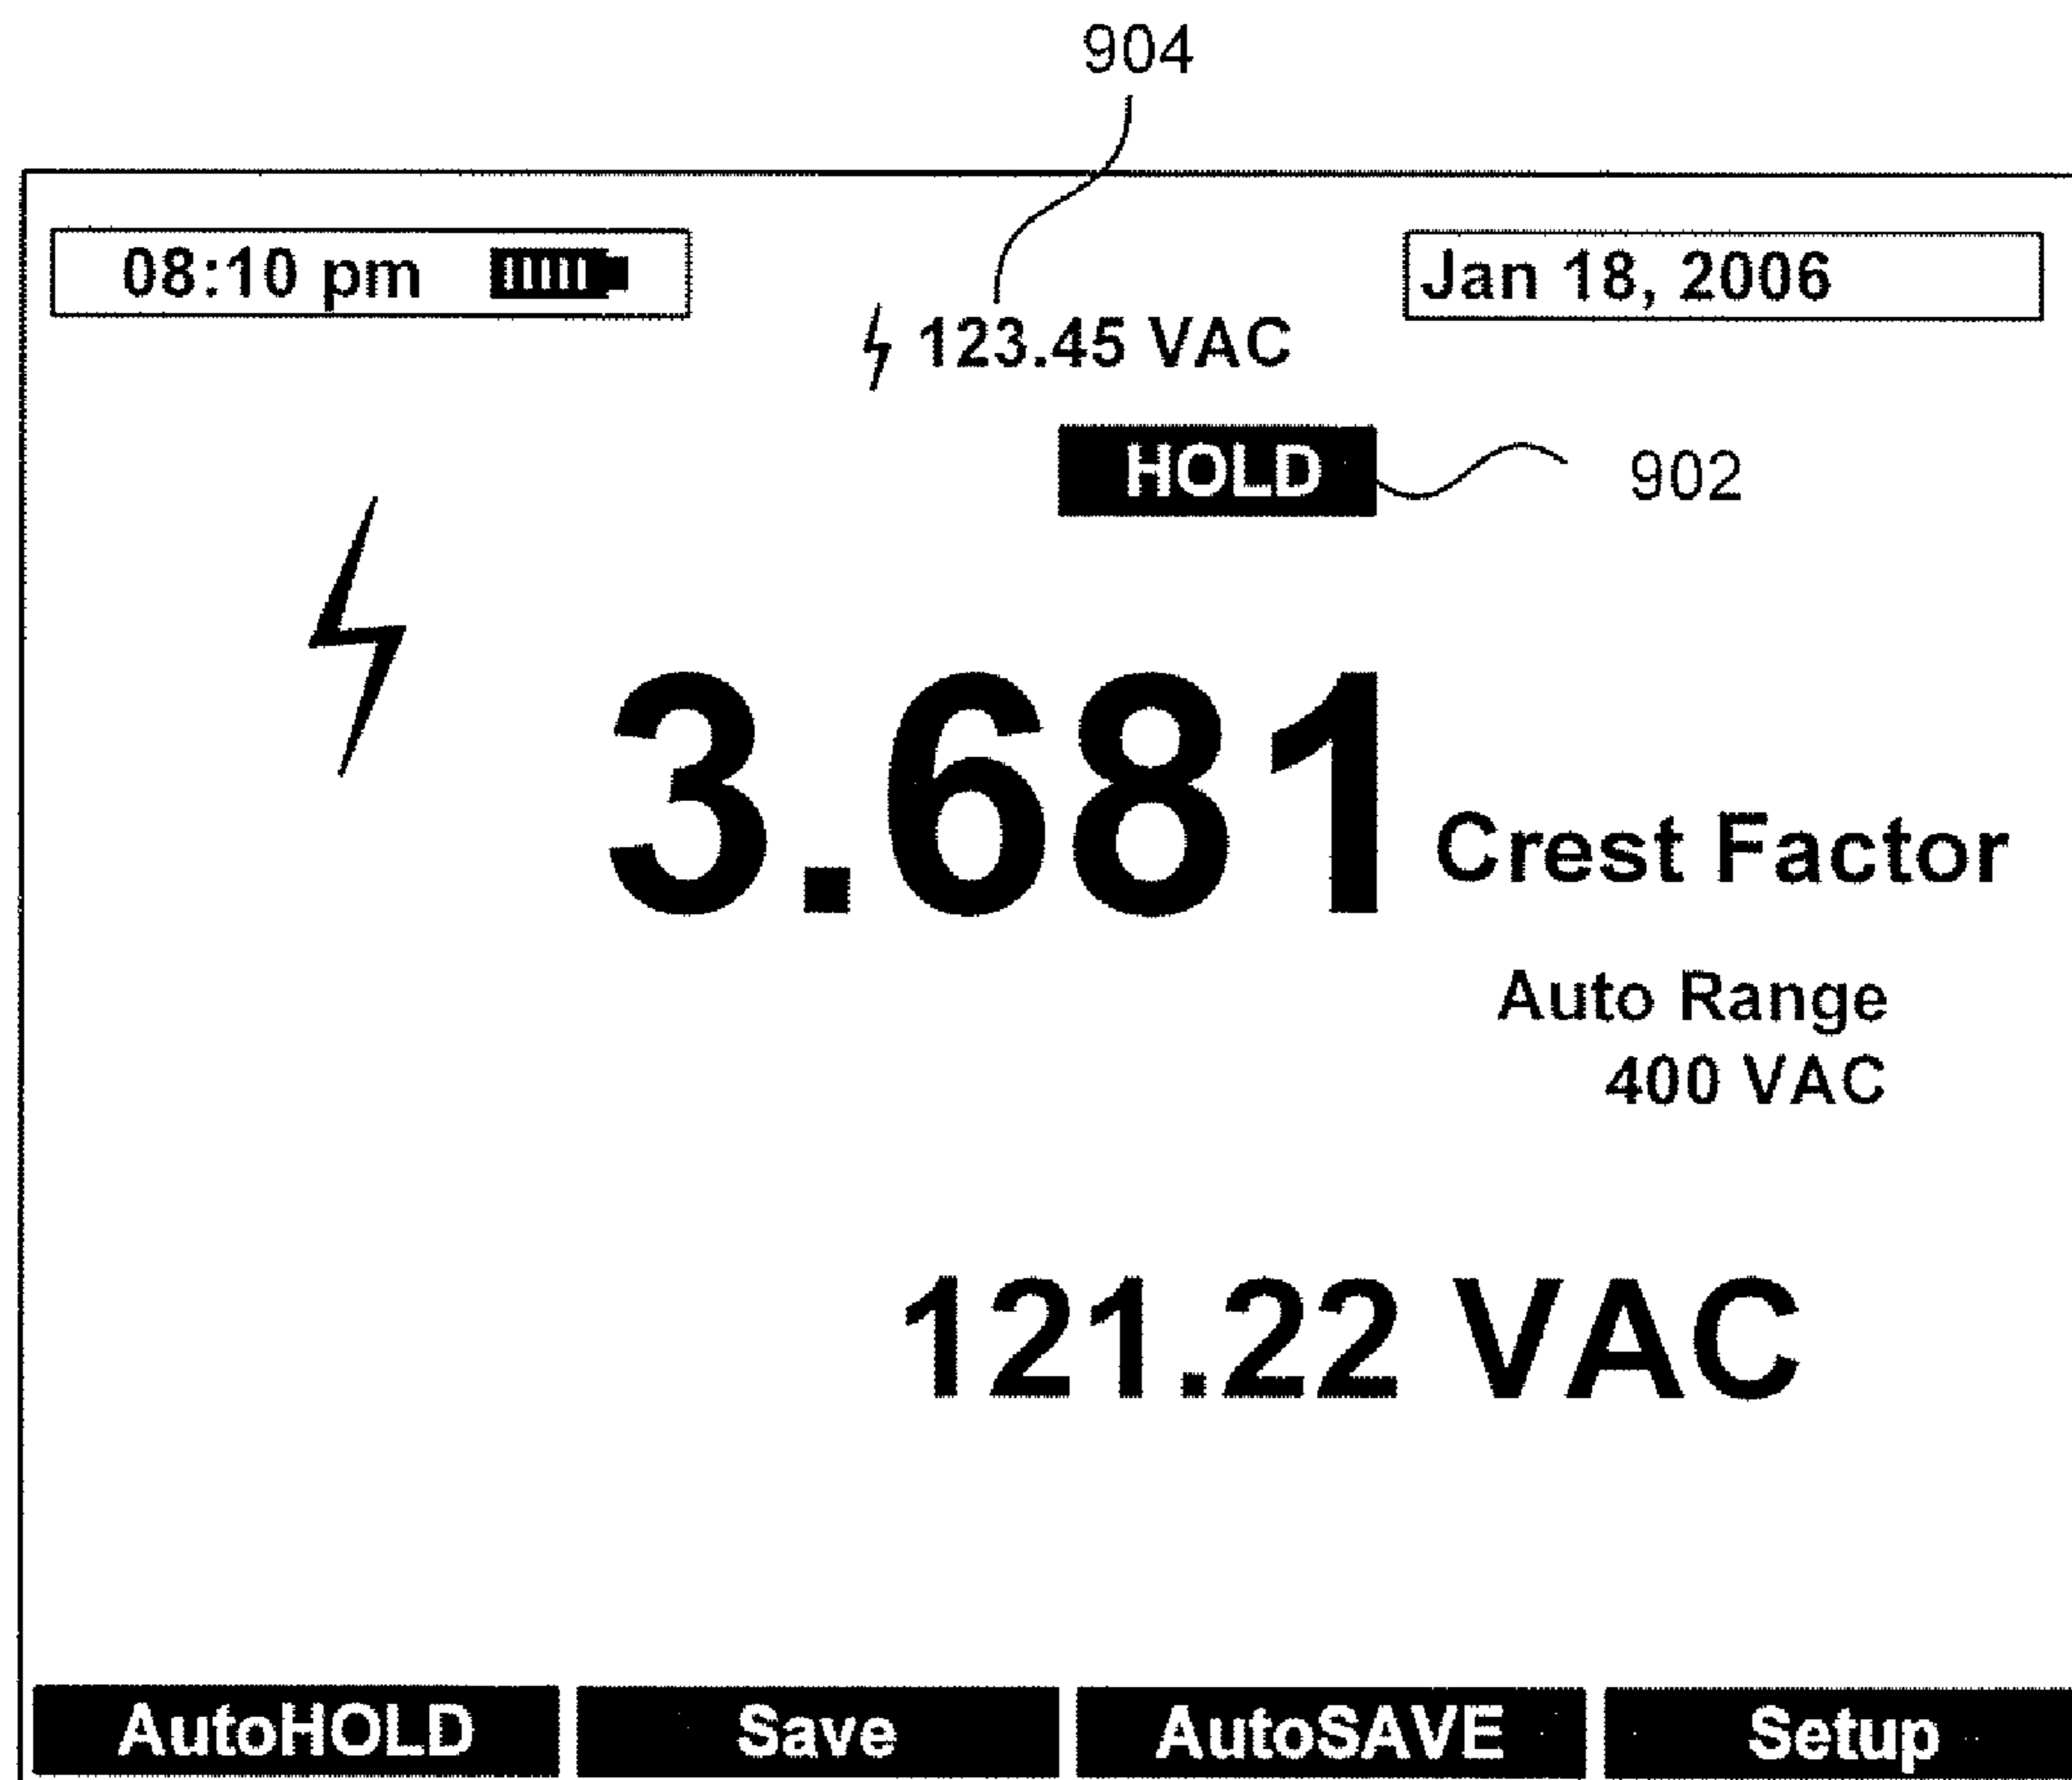 904
08:10 pm
Jan 18, 2006
123.45 VAC
HOLD
902
3.681 Crest Factor
Auto Range
400 VAC
121.22 VAC
AutoHOLD Save AutoSAVE Setup